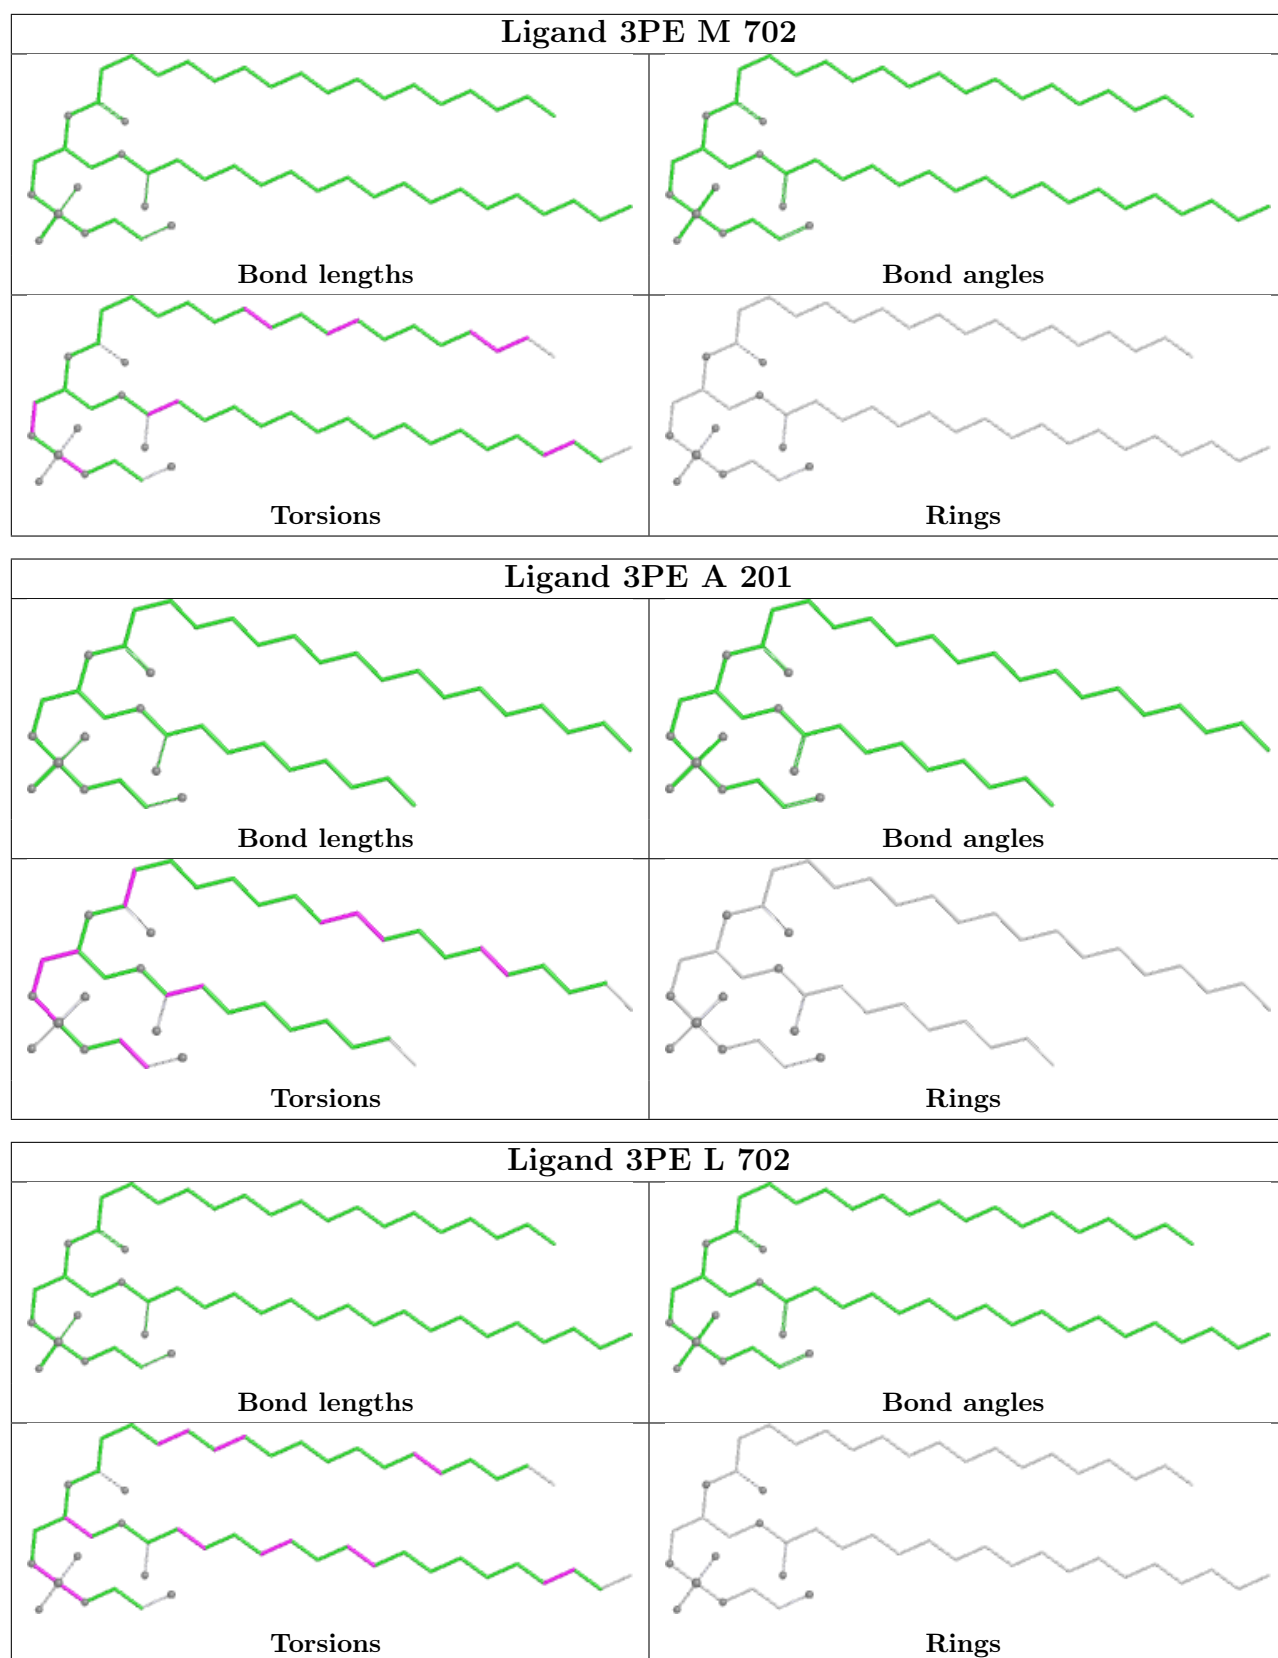 Ligand 3PE M 702
Bond lengths
Bond angles
Torsions
Rings
Ligand 3PE A 201
Bond lengths
Bond angles
Torsions
Rings
Ligand 3PE L 702
Bond lengths
Bond angles
Torsions
Rings